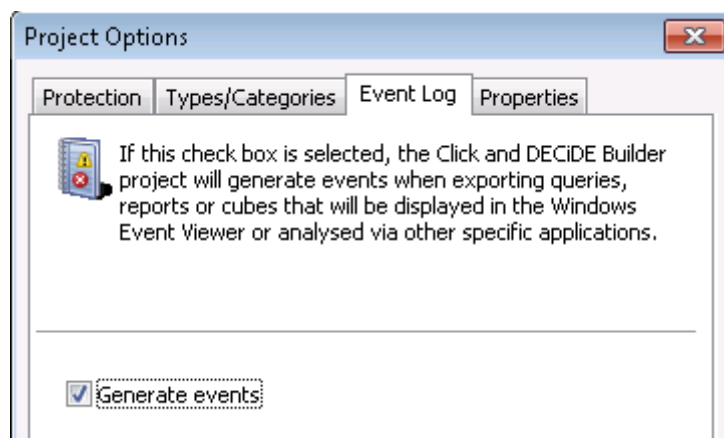 Project Options
Protection Types/Categories Event Log Properties
If this check box is selected, the Click and DECiDE Builder
project will generate events when exporting queries,
reports or cubes that will be displayed in the Windows
Event Viewer or analysed via other specific applications.
Generate events